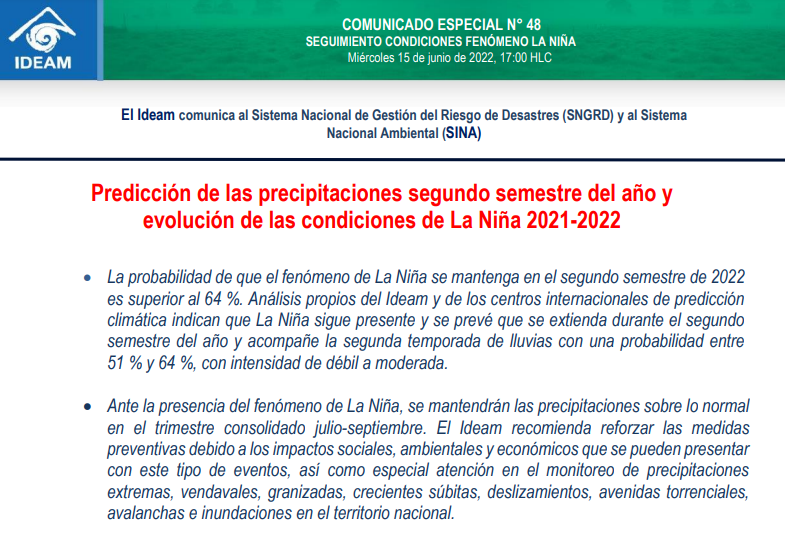 IDEAM
COMUNICADO ESPECIAL N° 48
SEGUIMIENTO CONDICIONES FENÓMENO LA NIÑA
Miércoles 15 de junio de 2022, 17:00 HLC
El Ideam comunica al Sistema Nacional de Gestión del Riesgo de Desastres (SNGRD) y al Sistema
Nacional Ambiental (SINA)
Predicción de las precipitaciones segundo semestre del año y
evolución de las condiciones de La Niña 2021-2022
• La probabilidad de que el fenómeno de La Niña se mantenga en el segundo semestre de 2022
es superior al 64 %. Análisis propios del Ideam y de los centros internacionales de predicción
climática indican que La Niña sigue presente y se prevé que se extienda durante el segundo
semestre del año y acompañe la segunda temporada de lluvias con una probabilidad entre
51 % y 64 %, con intensidad de débil a moderada.
• Ante la presencia del fenómeno de La Niña, se mantendrán las precipitaciones sobre lo normal
en el trimestre consolidado julio-septiembre. El Ideam recomienda reforzar las medidas
preventivas debido a los impactos sociales, ambientales y económicos que se pueden presentar
con este tipo de eventos, así como especial atención en el monitoreo de precipitaciones
extremas, vendavales, granizadas, crecientes súbitas, deslizamientos, avenidas torrenciales,
avalanchas e inundaciones en el territorio nacional.